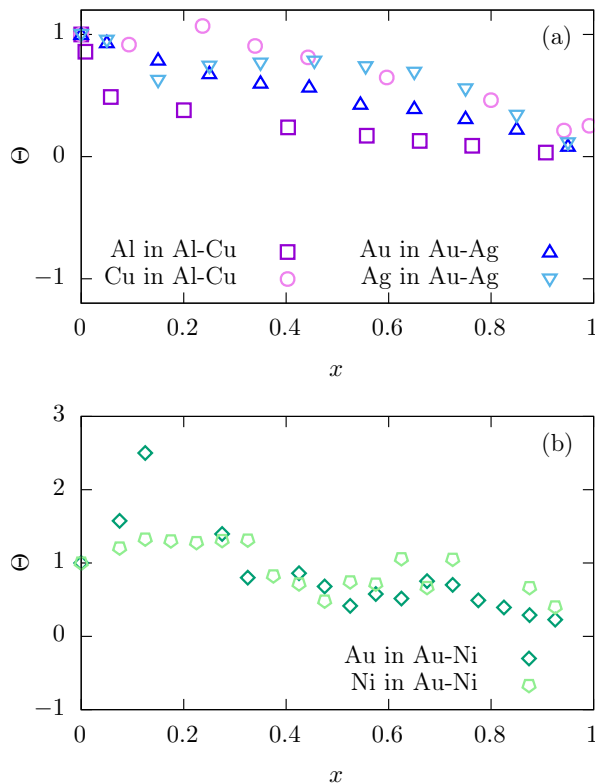 1
(a)
Θ
0
Al in Al-Cu
Au in Au-Ag
Cu in Al-Cu
Ag in Au-Ag
−1
0 0.2 0.4 0.6 0.8 1
x
3
(b)
2
Θ
1
0
Au in Au-Ni
Ni in Au-Ni
−1
0 0.2 0.4 0.6 0.8 1
x